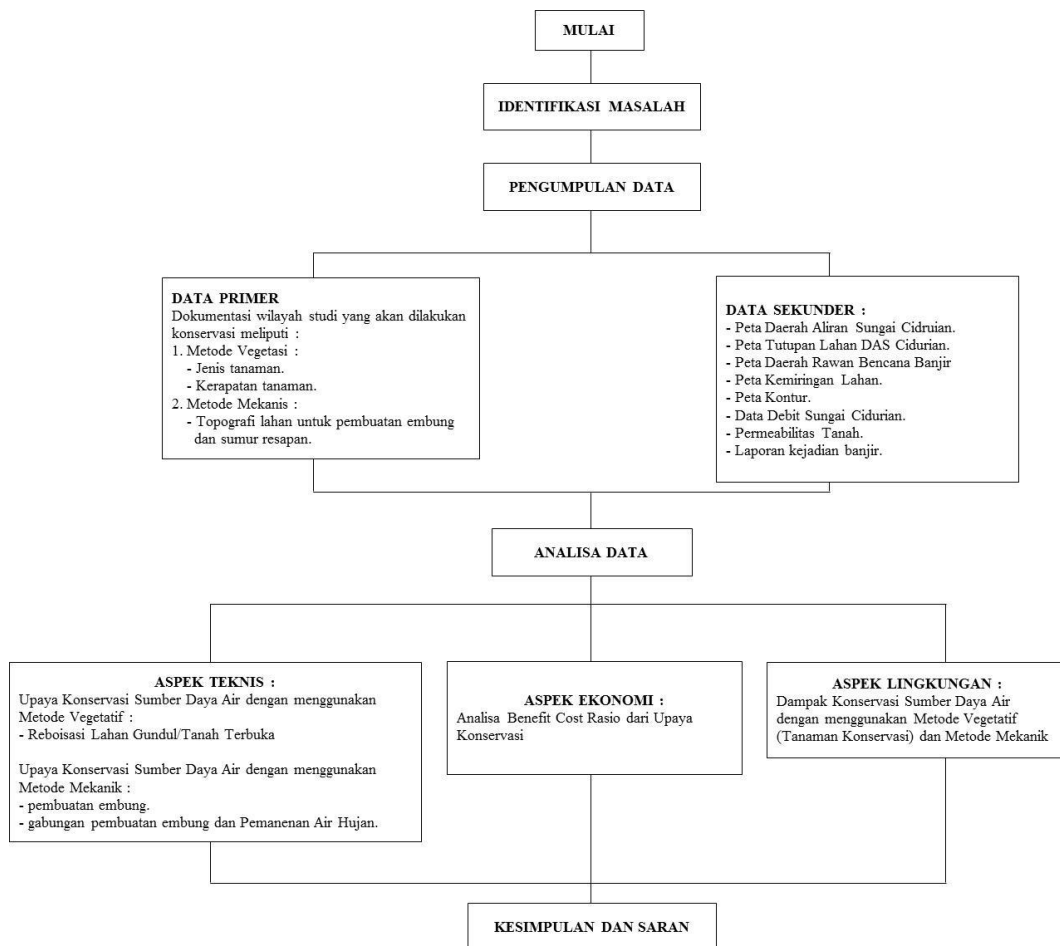 MULAI
IDENTIFIKASI MASALAH
PENGUMPULAN DATA
DATA PRIMER
Dokumentasi wilayah studi yang akan dilakukan
konservasi meliputi :
1. Metode Vegetasi :
- Jenis tanaman.
- Kerapatan tanaman.
2. Metode Mekanis :
- Topografi lahan untuk pembuatan embung
dan sumur resapan.
DATA SEKUNDER :
- Peta Daerah Aliran Sungai Cidruian.
- Peta Tutupan Lahan DAS Cidurian.
- Peta Daerah Rawan Bencana Banjir
- Peta Kemiringan Lahan.
- Peta Kontur.
- Data Debit Sungai Cidurian.
- Permeabilitas Tanah.
- Laporan kejadian banjir.
ANALISA DATA
ASPEK TEKNIS :
Upaya Konservasi Sumber Daya Air dengan menggunakan
Metode Vegetatif :
- Reboisasi Lahan Gundul/Tanah Terbuka
Upaya Konservasi Sumber Daya Air dengan menggunakan
Metode Mekanik :
- pembuatan embung.
- gabungan pembuatan embung dan Pemanenan Air Hujan.
ASPEK EKONOMI :
Analisa Benefit Cost Rasio dari Upaya
Konservasi
ASPEK LINGKUNGAN :
Dampak Konservasi Sumber Daya Air
dengan menggunakan Metode Vegetatif
(Tanaman Konservasi) dan Metode Mekanik
KESIMPULAN DAN SARAN